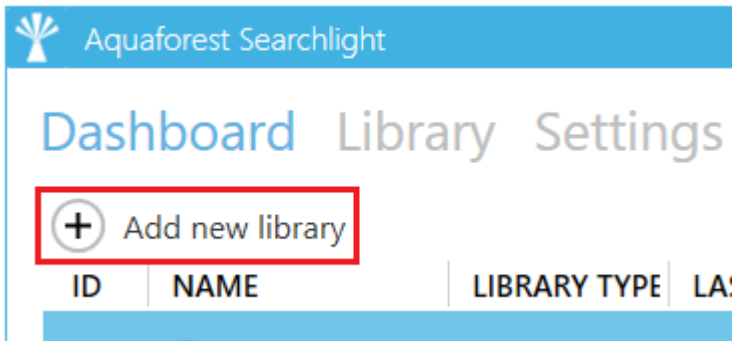 Aquaforest Searchlight
Dashboard Library Settings
Add new library
ID NAME LIBRARY TYPE